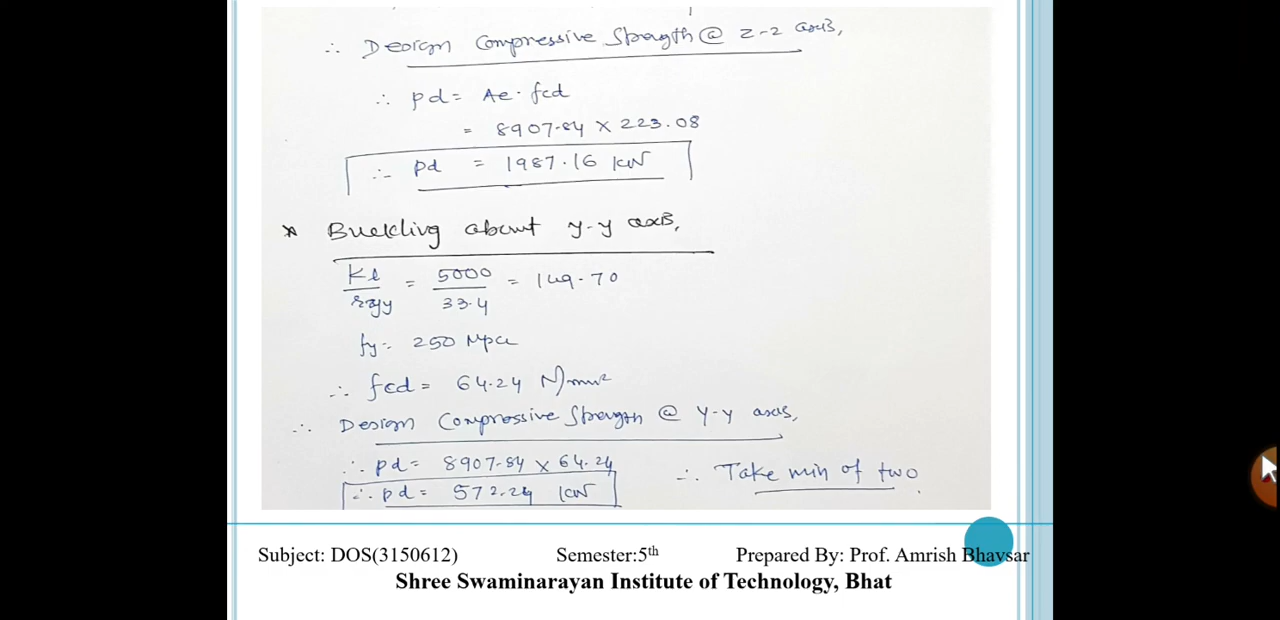 ∴ Design Compressive Strength @ z-z axis,
∴ Pd = Ae. fcd
= 8907.84 × 223.08
∴ Pd = 1987.16 kN
* Buckling about y-y axis,
Kl/ryy = 5000/33.4 = 149.70
fy = 250 Mpa
∴ fcd = 64.24 N/mm²
∴ Design Compressive Strength @ Y-Y axis,
∴ Pd = 8907.84 × 64.24
∴ Take min of two
∴ Pd = 572.24 kN
Subject: DOS(3150612) Semester:5th Prepared By: Prof. Amrish Bhavsar
Shree Swaminarayan Institute of Technology, Bhat